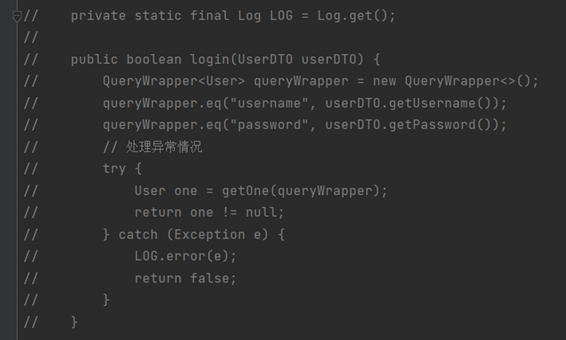 //    private static final Log LOG = Log.get();
//
//    public boolean login(UserDTO userDTO) {
//        QueryWrapper<User> queryWrapper = new QueryWrapper<>();
//        queryWrapper.eq("username", userDTO.getUsername());
//        queryWrapper.eq("password", userDTO.getPassword());
//        // 处理异常情况
//        try {
//            User one = getOne(queryWrapper);
//            return one != null;
//        } catch (Exception e) {
//            LOG.error(e);
//            return false;
//        }
//    }